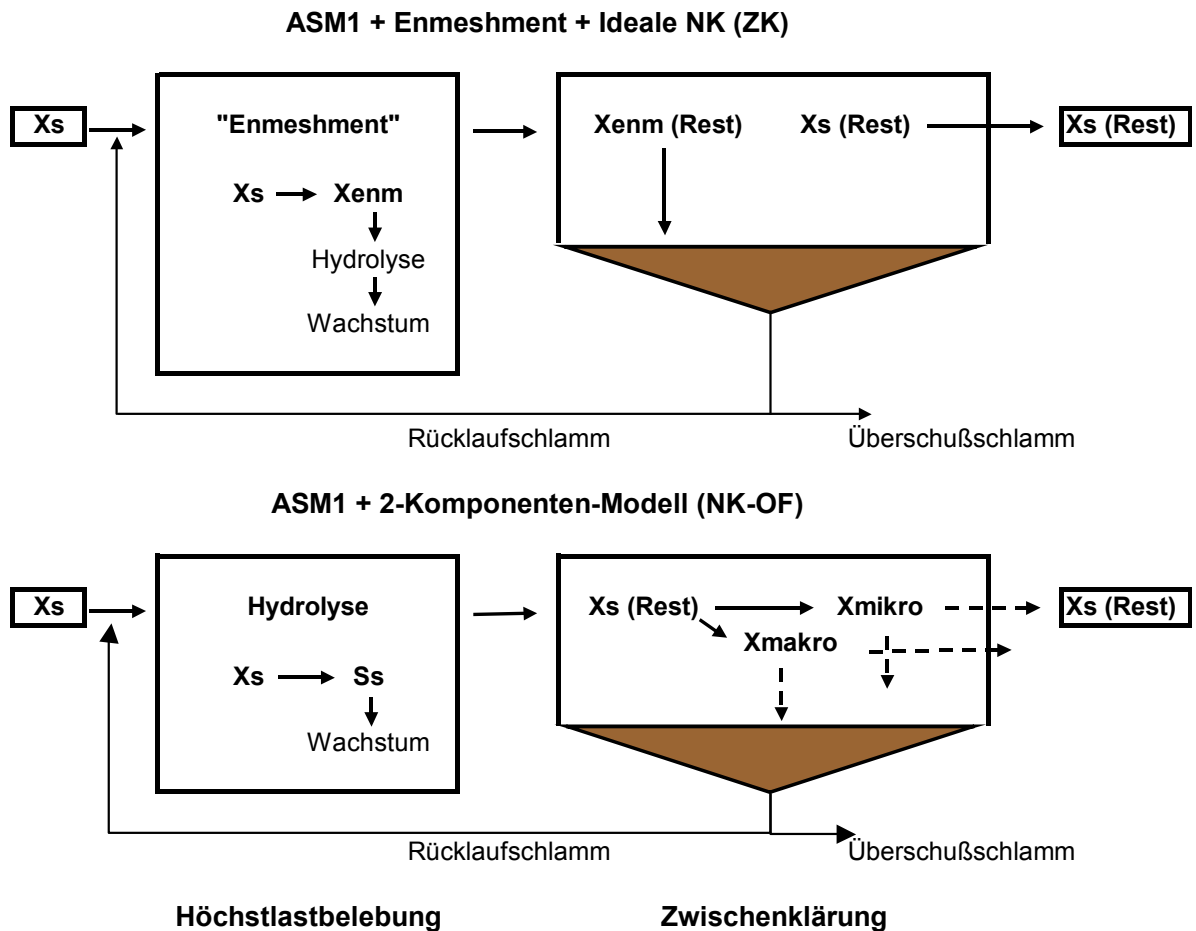 ASM1 + Enmeshment + Ideale NK (ZK)
Xs
"Enmeshment"
Xs
Xenm
Hydrolyse
Wachstum
Xenm (Rest)
Xs (Rest)
Xs (Rest)
Rücklaufschlamm
Überschußschlamm
ASM1 + 2-Komponenten-Modell (NK-OF)
Xs
Hydrolyse
Xs
Ss
Wachstum
Xs (Rest)
Xmikro
Xmakro
Xs (Rest)
Rücklaufschlamm
Überschußschlamm
Höchstlastbelebung
Zwischenklärung